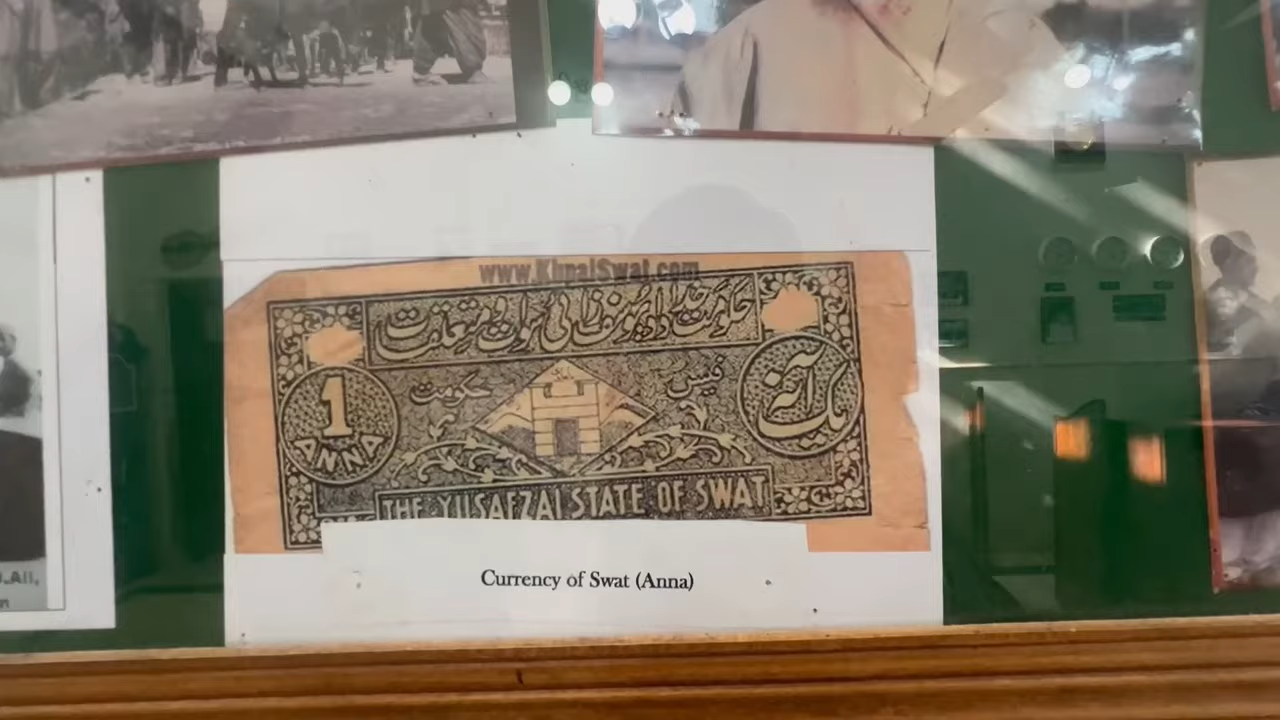 www.KhpalSwat.com
حکومت خداداد یوسفزائی سوات و متعلقات
حکومت
فیس
1
ANNA
یک آنہ
THE YUSAFZAI STATE OF SWAT
Currency of Swat (Anna)